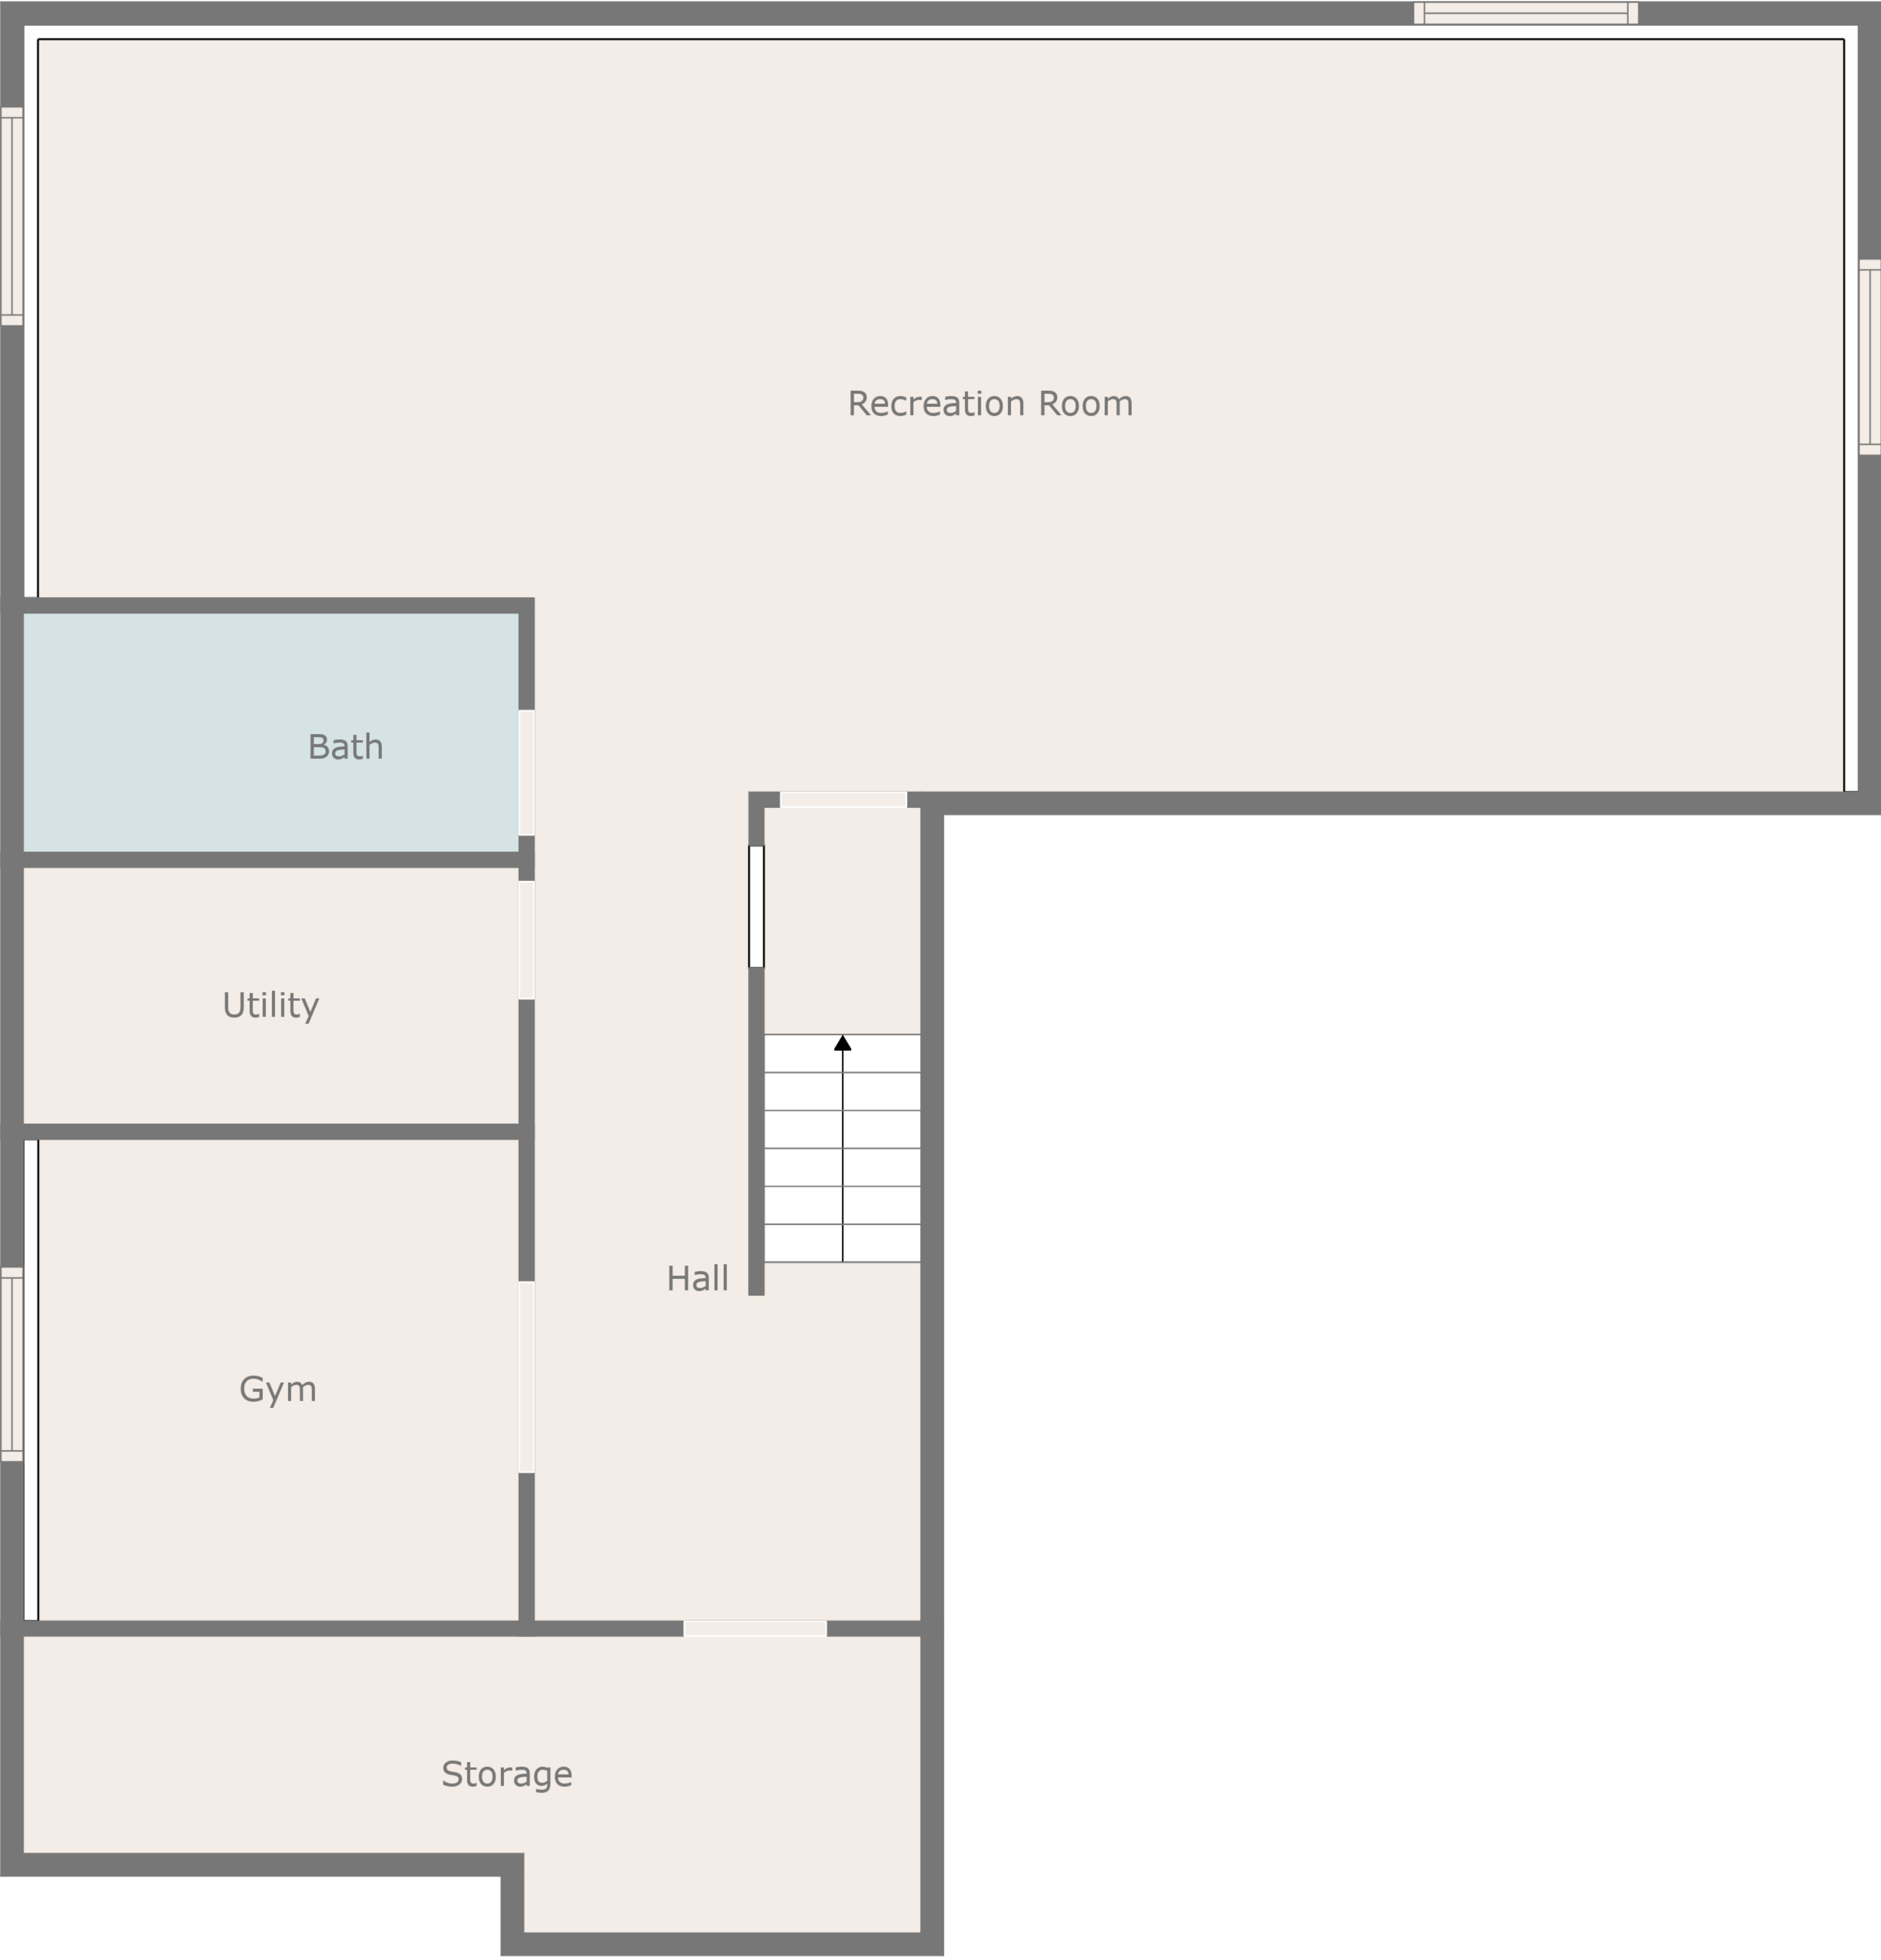 Recreation Room
Bath
Utility
Hall
Gym
Storage